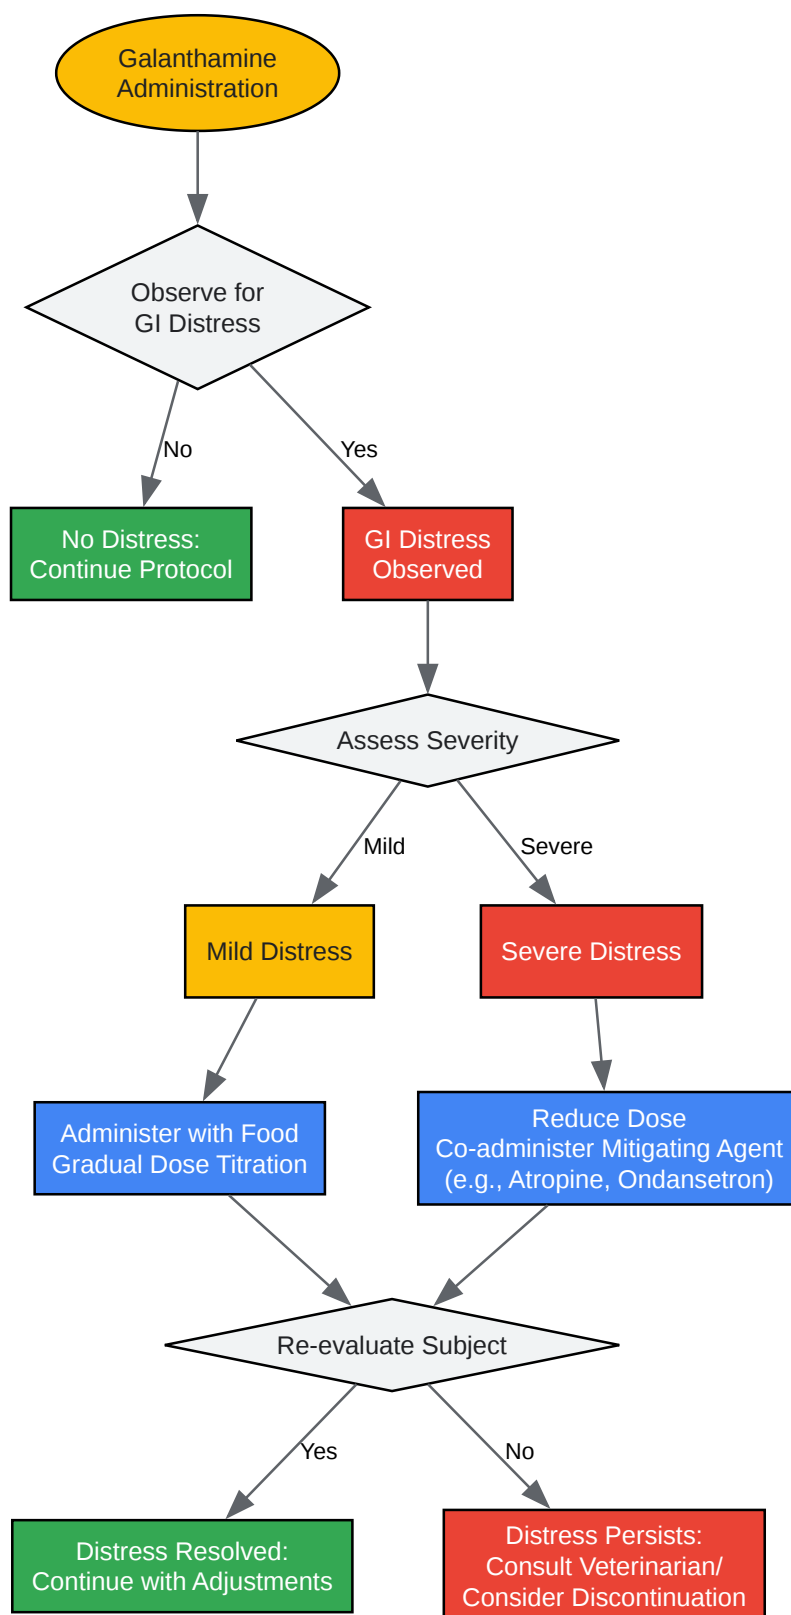 Galanthamine
Administration
Observe for
GI Distress
No
Yes
No Distress:
Continue Protocol
GI Distress
Observed
Assess Severity
Mild
Severe
Mild Distress
Severe Distress
Administer with Food
Gradual Dose Titration
Reduce Dose
Co-administer Mitigating Agent
(e.g., Atropine, Ondansetron)
Re-evaluate Subject
Yes
No
Distress Resolved:
Continue with Adjustments
Distress Persists:
Consult Veterinarian/
Consider Discontinuation